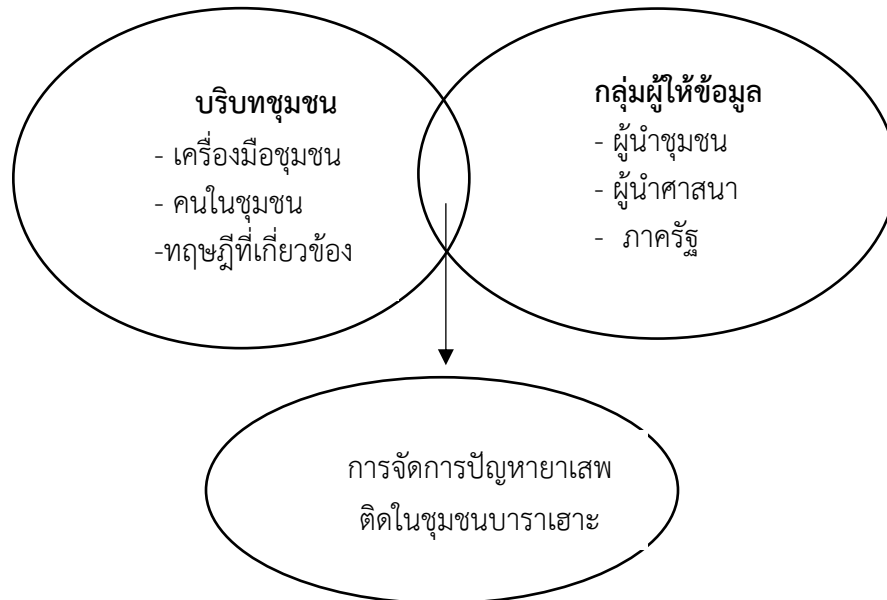 บริบทชุมชน
- เครื่องมือชุมชน
- คนในชุมชน
-ทฤษฎีที่เกี่ยวข้อง
กลุ่มผู้ให้ข้อมูล
- ผู้นำชุมชน
- ผู้นำศาสนา
- ภาครัฐ
การจัดการปัญหายาเสพ
ติดในชุมชนบาราเฮาะ